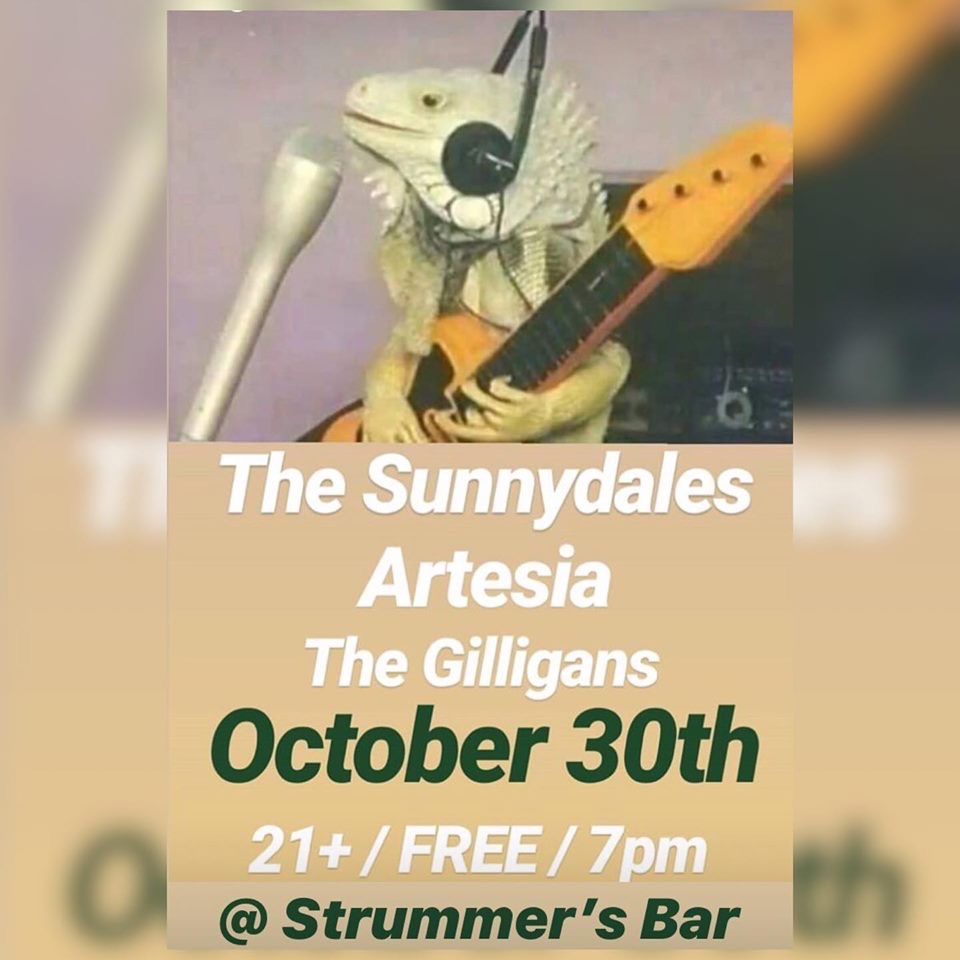 The Sunnydales
Artesia
The Gilligans
October 30th
21+ / FREE / 7pm
@ Strummer's Bar